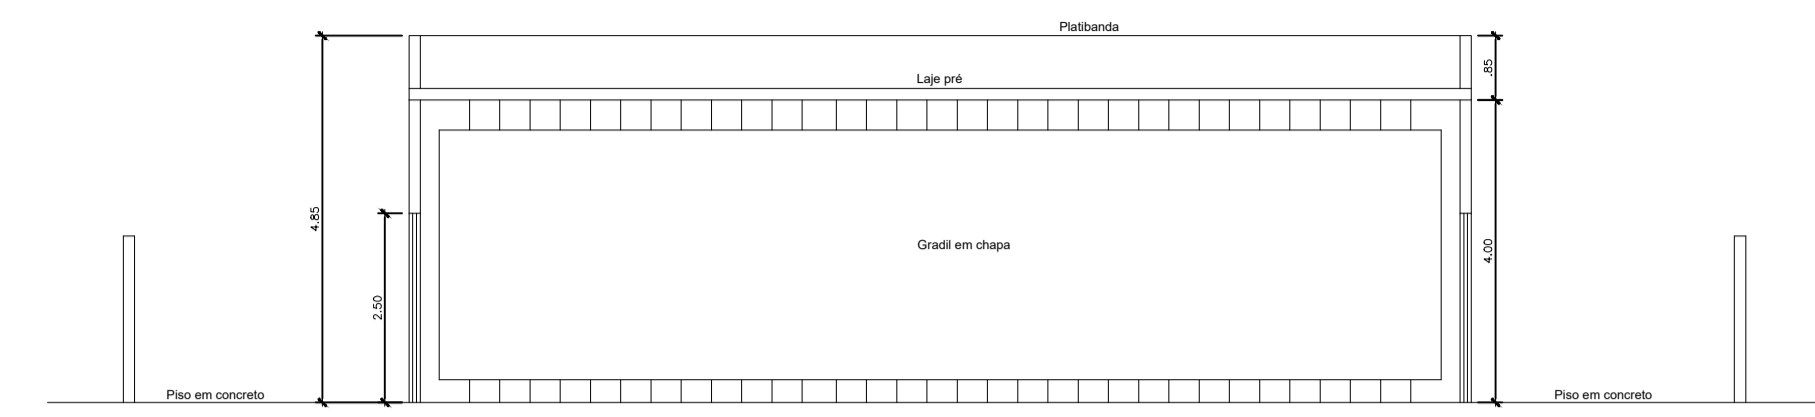 Platibanda
.85
Laje pré
4.85
Gradil em chapa
4.00
2.50
Piso em concreto
Piso em concreto